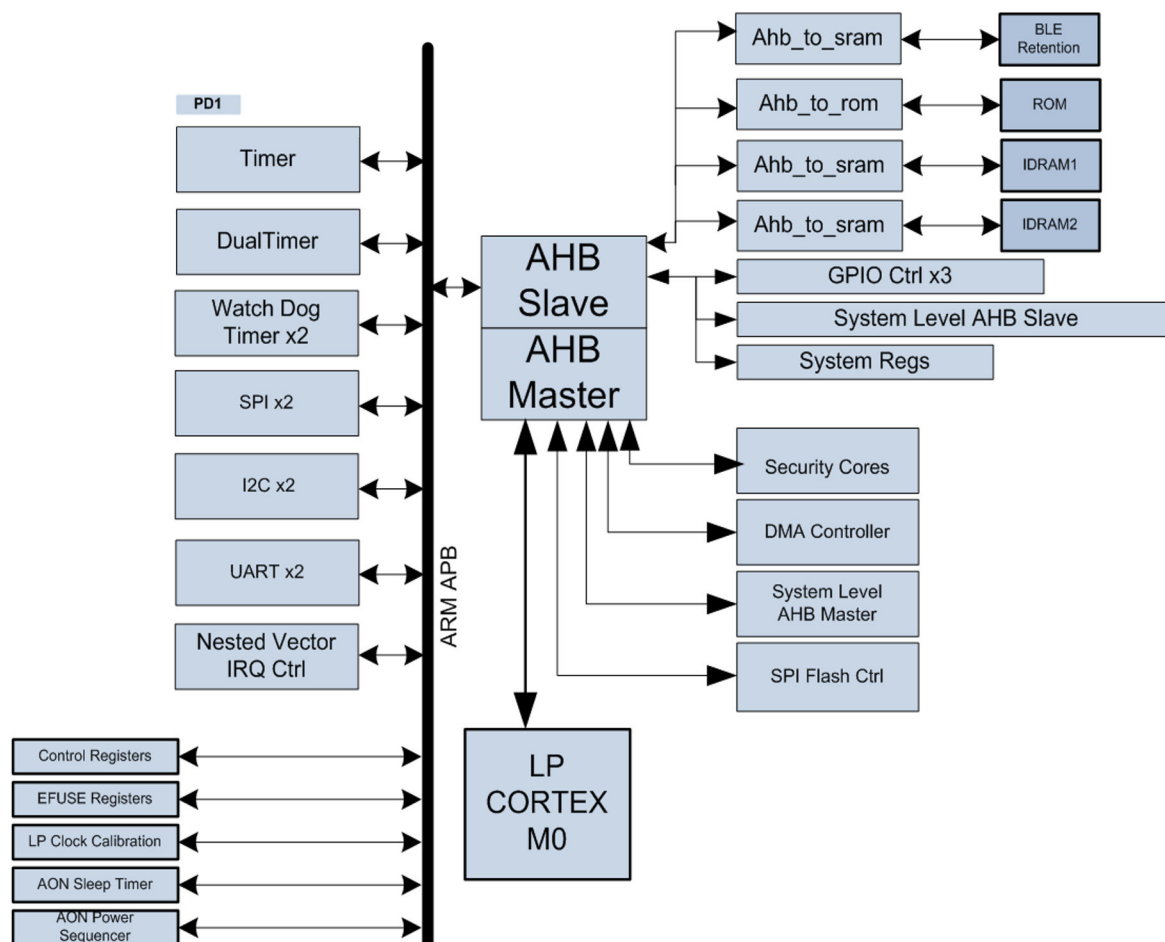 PD1
Timer
DualTimer
Watch Dog
Timer x2
SPI x2
I2C x2
UART x2
Nested Vector
IRQ Ctrl
Control Registers
EFUSE Registers
LP Clock Calibration
AON Sleep Timer
AON Power
Sequencer
ARM APB
AHB
Slave
AHB
Master
LP
CORTEX
M0
Ahb_to_sram
BLE
Retention
Ahb_to_rom
ROM
Ahb_to_sram
IDRAM1
Ahb_to_sram
IDRAM2
GPIO Ctrl x3
System Level AHB Slave
System Regs
Security Cores
DMA Controller
System Level
AHB Master
SPI Flash Ctrl